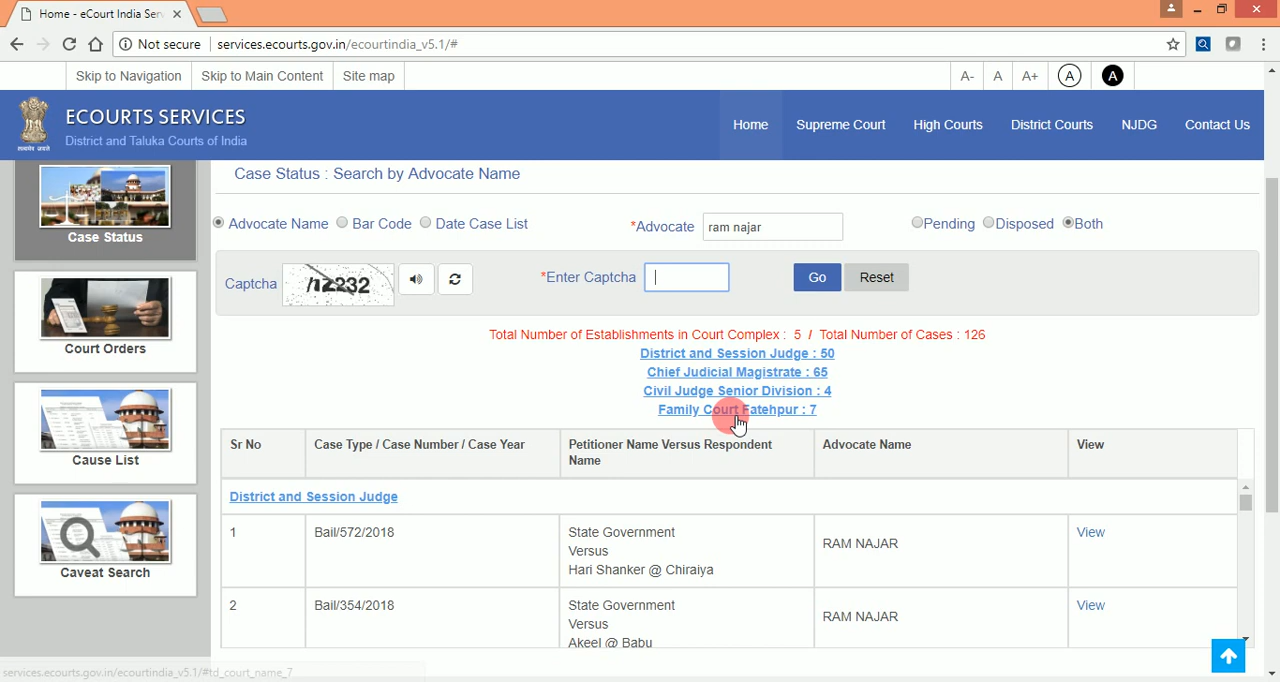 Home - eCourt India Ser
Not secure services.ecourts.gov.in/ecourtindia_v5.1/#
Skip to Navigation Skip to Main Content Site map A- A A+ A A
ECOURTS SERVICES
District and Taluka Courts of India
Home Supreme Court High Courts District Courts NJDG Contact Us
सत्यमेव जयते
Case Status : Search by Advocate Name
Advocate Name Bar Code Date Case List *Advocate ram najar Pending Disposed Both
Case Status
Captcha /12232 *Enter Captcha Go Reset
Court Orders
Total Number of Establishments in Court Complex : 5 / Total Number of Cases : 126
District and Session Judge : 50
Chief Judicial Magistrate : 65
Civil Judge Senior Division : 4
Family Court Fatehpur : 7
Cause List
Caveat Search
Sr No Case Type / Case Number / Case Year Petitioner Name Versus Respondent Name Advocate Name View
District and Session Judge
1 Bail/572/2018 State Government RAM NAJAR View
Versus
Hari Shanker @ Chiraiya
2 Bail/354/2018 State Government RAM NAJAR View
Versus
Akeel @ Babu
services.ecourts.gov.in/ecourtindia_v5.1/#td_court_name_7